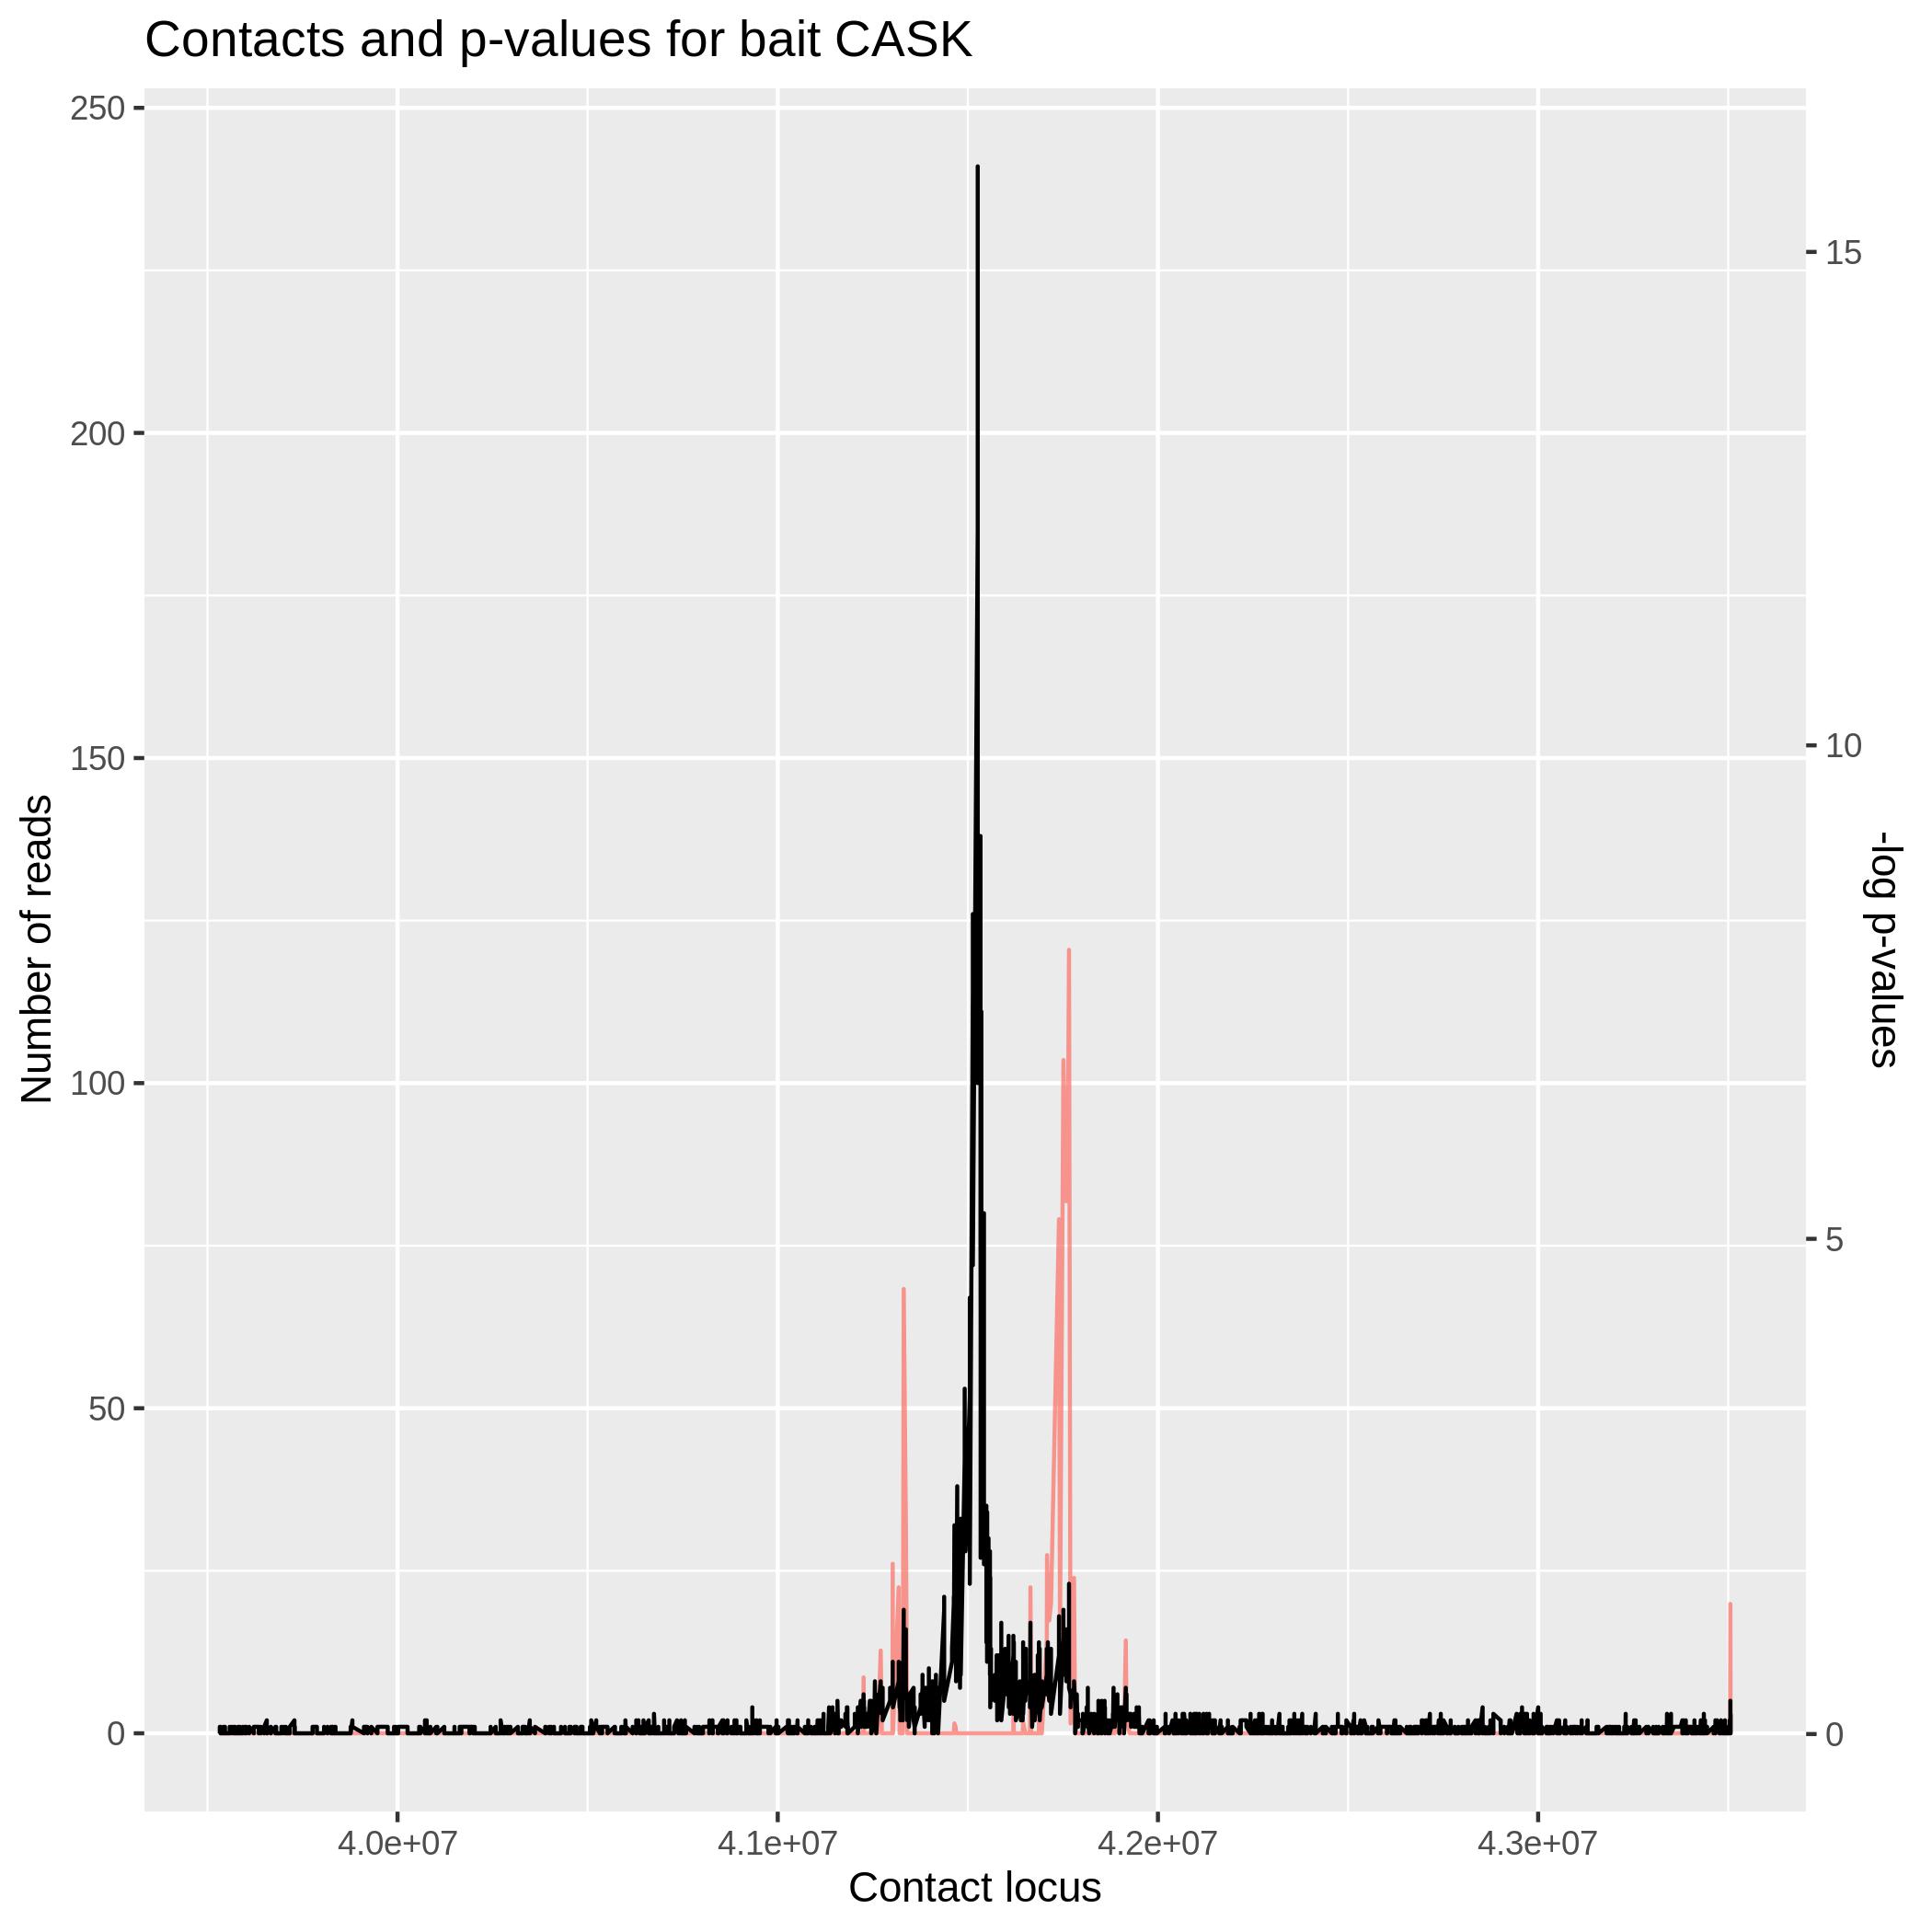 Contacts and p-values for bait CASK
250
200
150
100
50
0
Number of reads
15
10
5
0
-log p-values
4.0e+07
4.1e+07
4.2e+07
4.3e+07
Contact locus